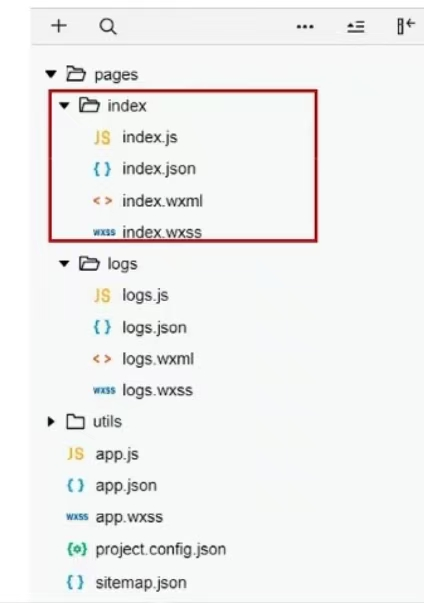 pages
index
JS index.js
{ } index.json
< > index.wxml
wxss index.wxss
logs
JS logs.js
{ } logs.json
< > logs.wxml
wxss logs.wxss
utils
JS app.js
{ } app.json
wxss app.wxss
{o} project.config.json
{ } sitemap.json